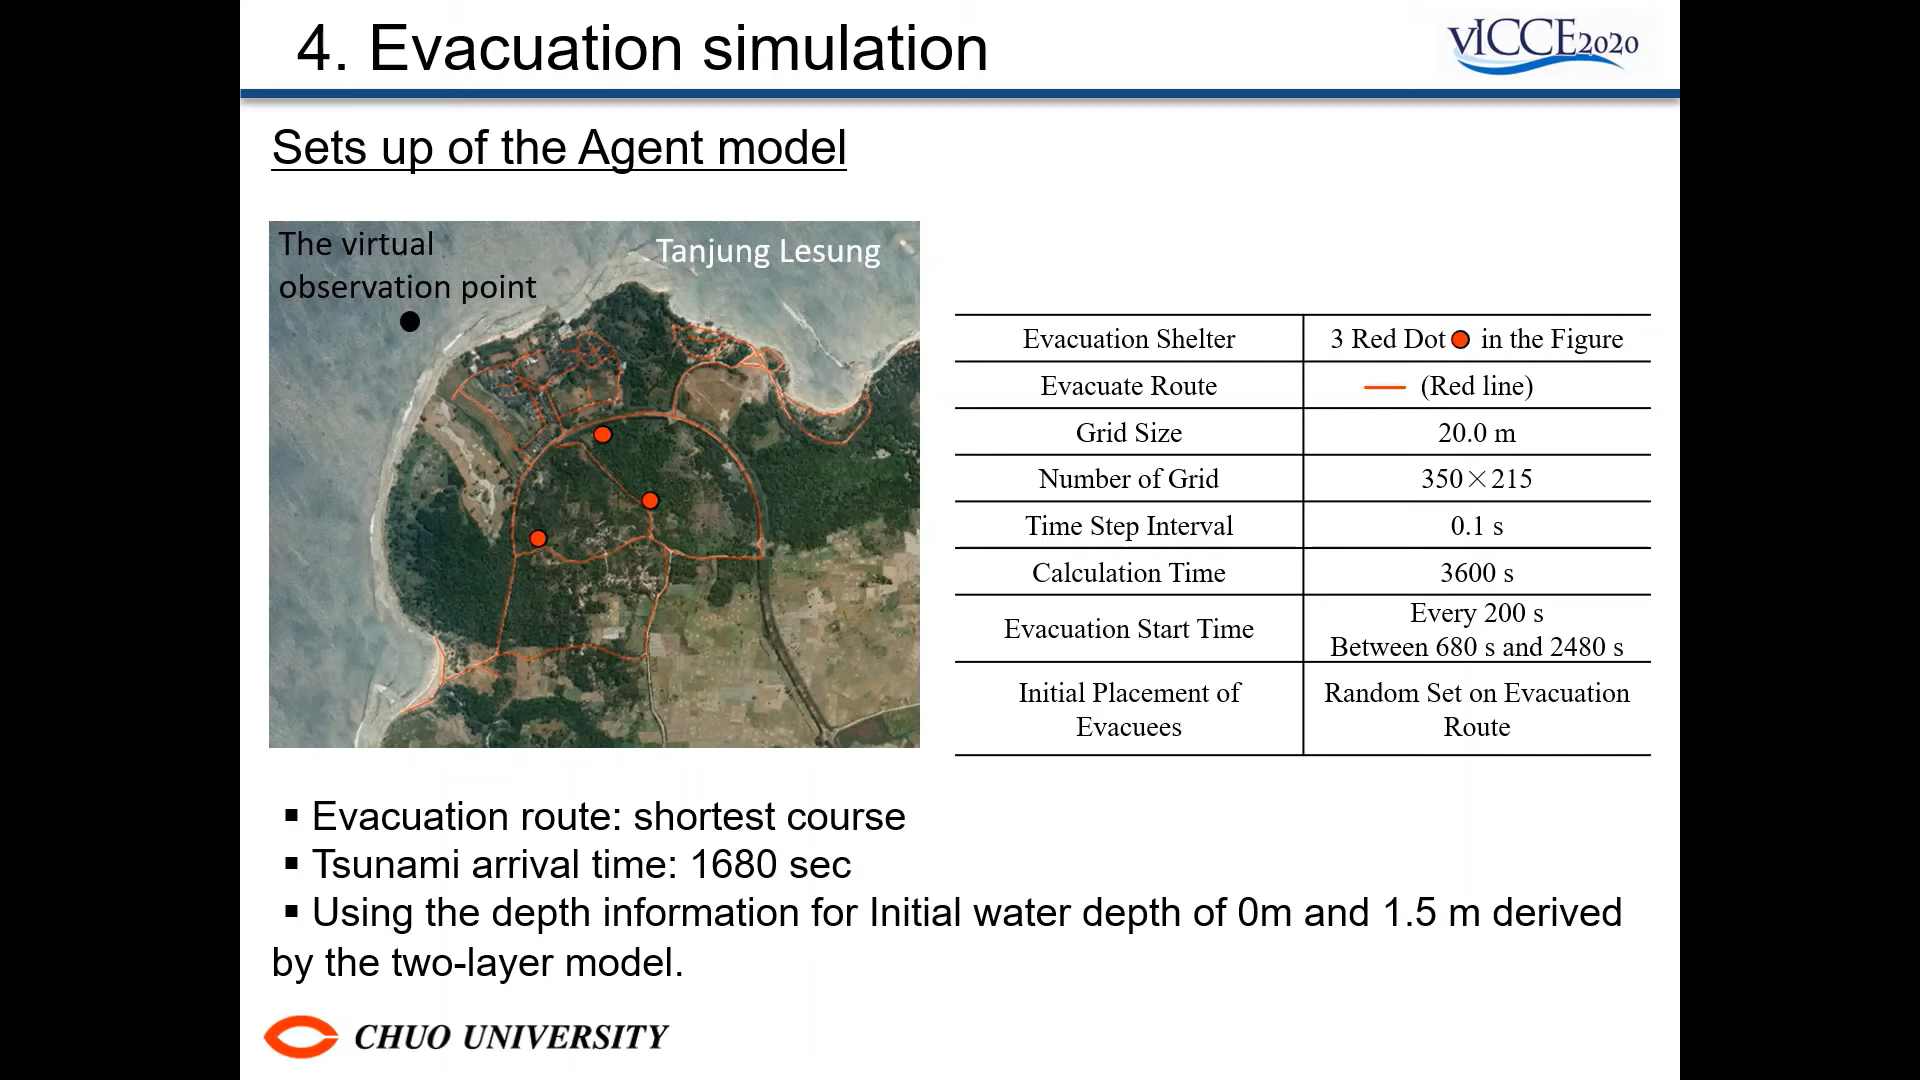 4. Evacuation simulation
vICCE2020
Sets up of the Agent model
The virtual
observation point
Tanjung Lesung
Evacuation Shelter
3 Red Dot in the Figure
Evacuate Route
(Red line)
Grid Size
20.0 m
Number of Grid
350×215
Time Step Interval
0.1 s
Calculation Time
3600 s
Evacuation Start Time
Every 200 s
Between 680 s and 2480 s
Initial Placement of
Evacuees
Random Set on Evacuation
Route
▪ Evacuation route: shortest course
▪ Tsunami arrival time: 1680 sec
▪ Using the depth information for Initial water depth of 0m and 1.5 m derived
by the two-layer model.
CHUO UNIVERSITY